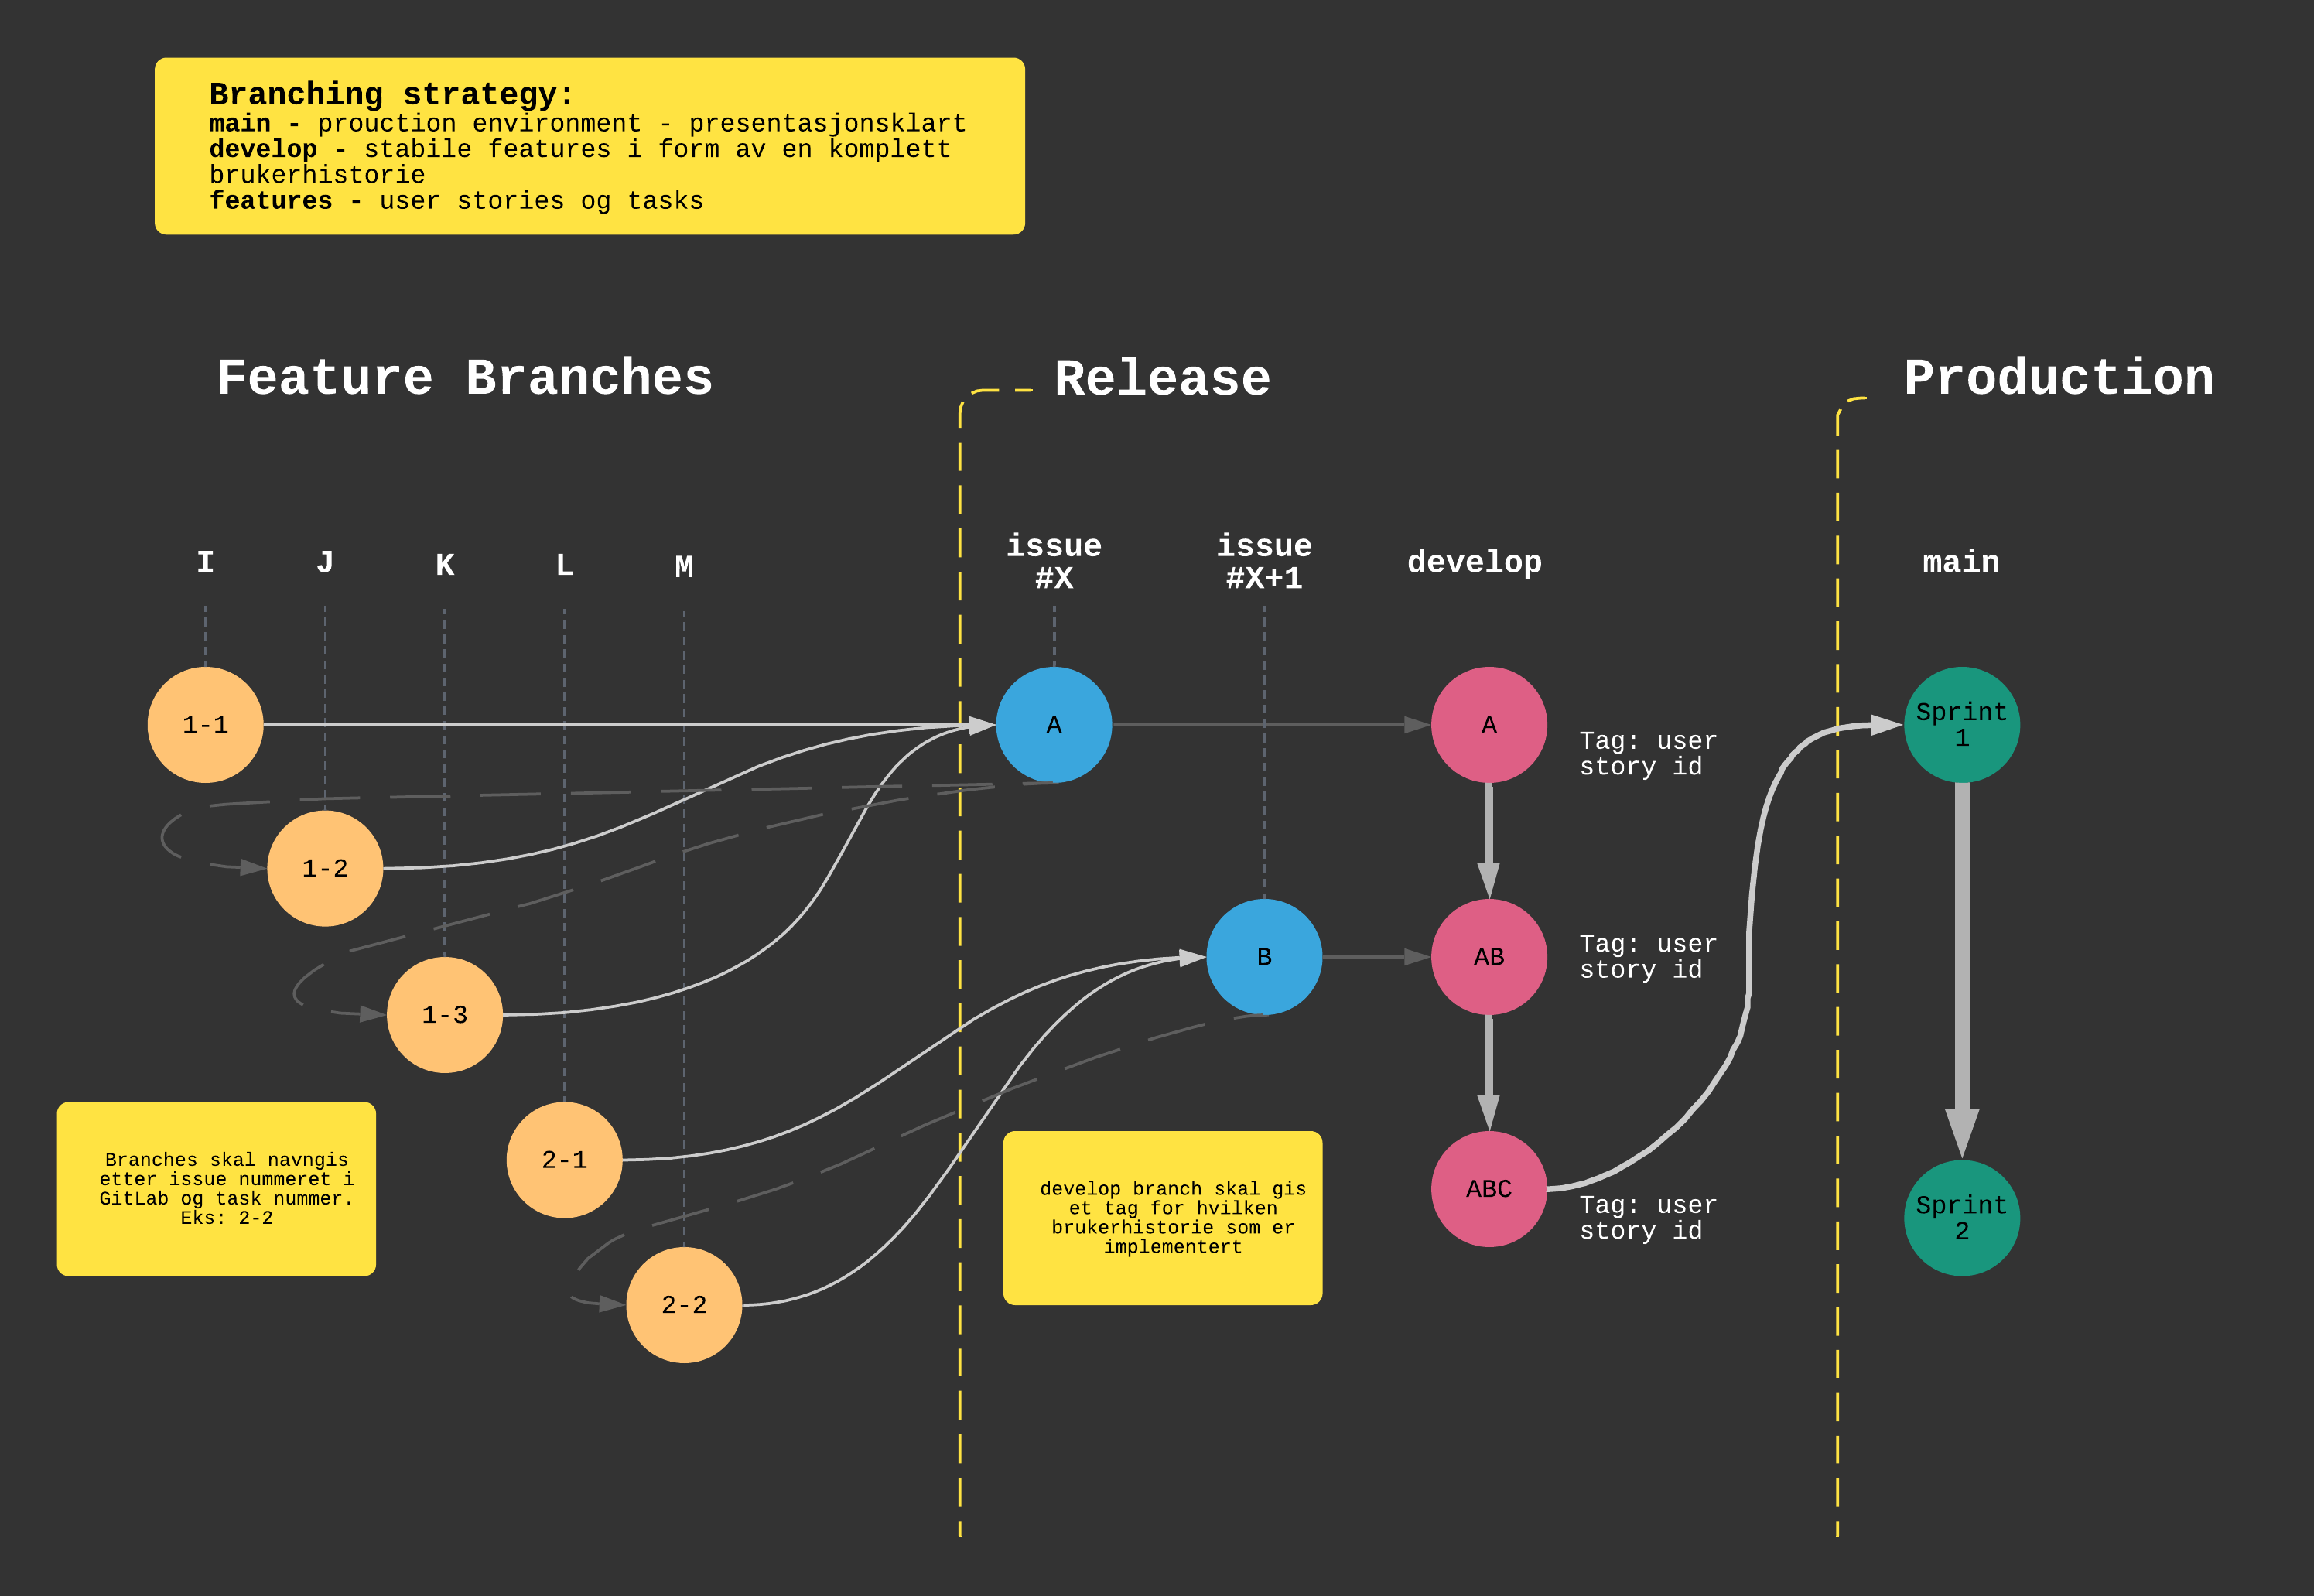 Branching strategy:
main - prouction environment - presentasjonsklart
develop - stabile features i form av en komplett
brukerhistorie
features - user stories og tasks
Feature Branches
Release
Production
I
J
K
L
M
issue
#X
issue
#X+1
develop
main
1-1
A
A
Tag: user
story id
Sprint
1
1-2
1-3
B
AB
Tag: user
story id
2-1
2-2
ABC
Tag: user
story id
Sprint
2
Branches skal navngis
etter issue nummeret i
GitLab og task nummer.
Eks: 2-2
develop branch skal gis
et tag for hvilken
brukerhistorie som er
implementert